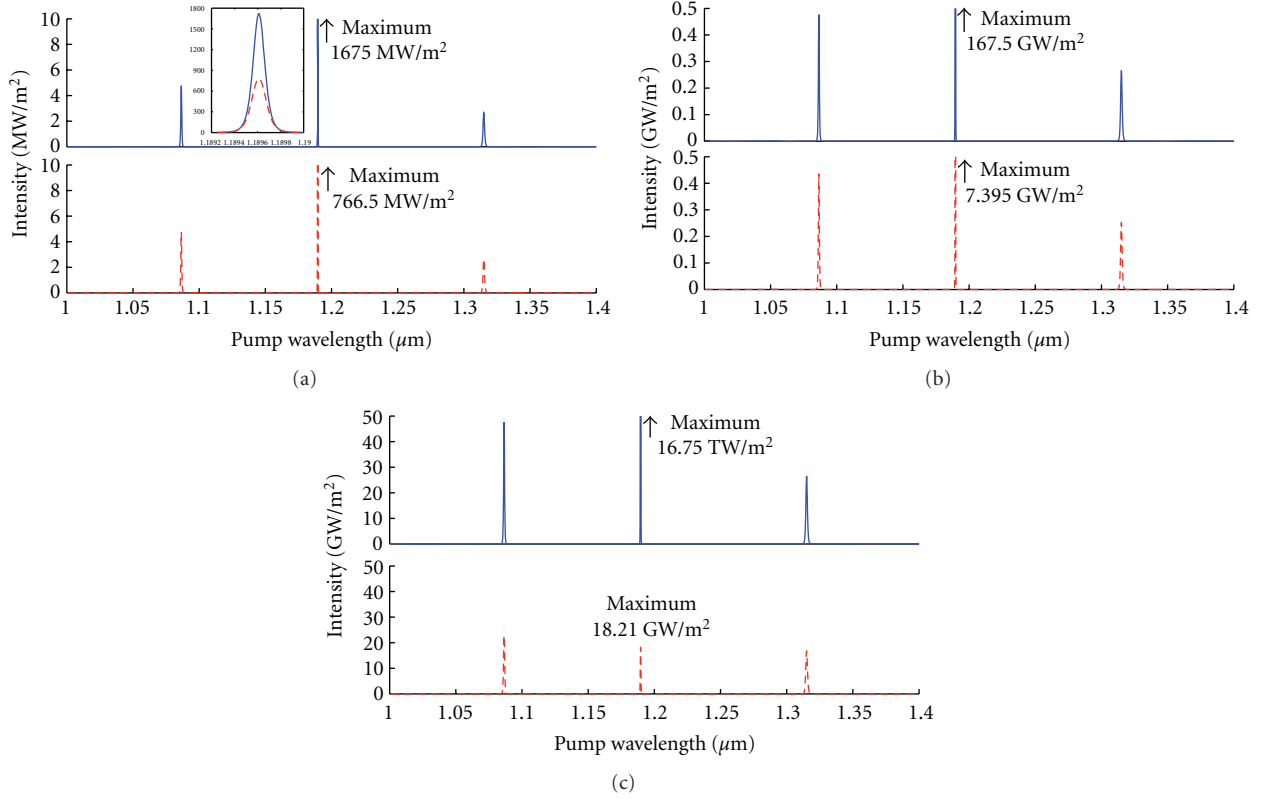 Intensity (MW/m²)
10
8
6
4
2
0
1800
1500
1200
900
600
300
0
1.1892 1.1894 1.1896 1.1898 1.19
Maximum
1675 MW/m²
10
8
6
4
2
0
Maximum
766.5 MW/m²
1 1.05 1.1 1.15 1.2 1.25 1.3 1.35 1.4
Pump wavelength (μm)
(a)
Intensity (GW/m²)
0.5
0.4
0.3
0.2
0.1
0
Maximum
167.5 GW/m²
0.5
0.4
0.3
0.2
0.1
0
Maximum
7.395 GW/m²
1 1.05 1.1 1.15 1.2 1.25 1.3 1.35 1.4
Pump wavelength (μm)
(b)
Intensity (GW/m²)
50
40
30
20
10
0
Maximum
16.75 TW/m²
50
40
30
20
10
0
Maximum
18.21 GW/m²
1 1.05 1.1 1.15 1.2 1.25 1.3 1.35 1.4
Pump wavelength (μm)
(c)